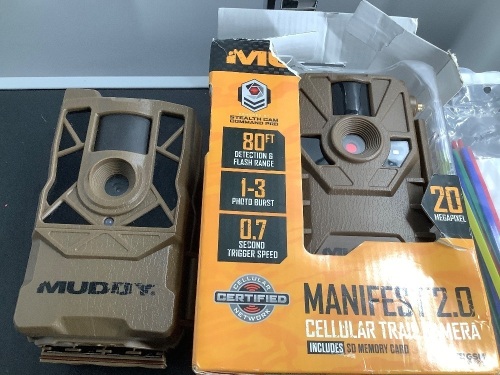 MUDDY.
STEALTH CAM
COMMAND PRO
80FT
DETECTION &
FLASH RANGE
1-3
PHOTO BURST
0.7
SECOND
TRIGGER SPEED
20
MEGAPIXEL
CELLULAR
CERTIFIED
NETWORK
MANIFEST 2.0
CELLULAR TRAIL CAMERA
INCLUDES SD MEMORY CARD